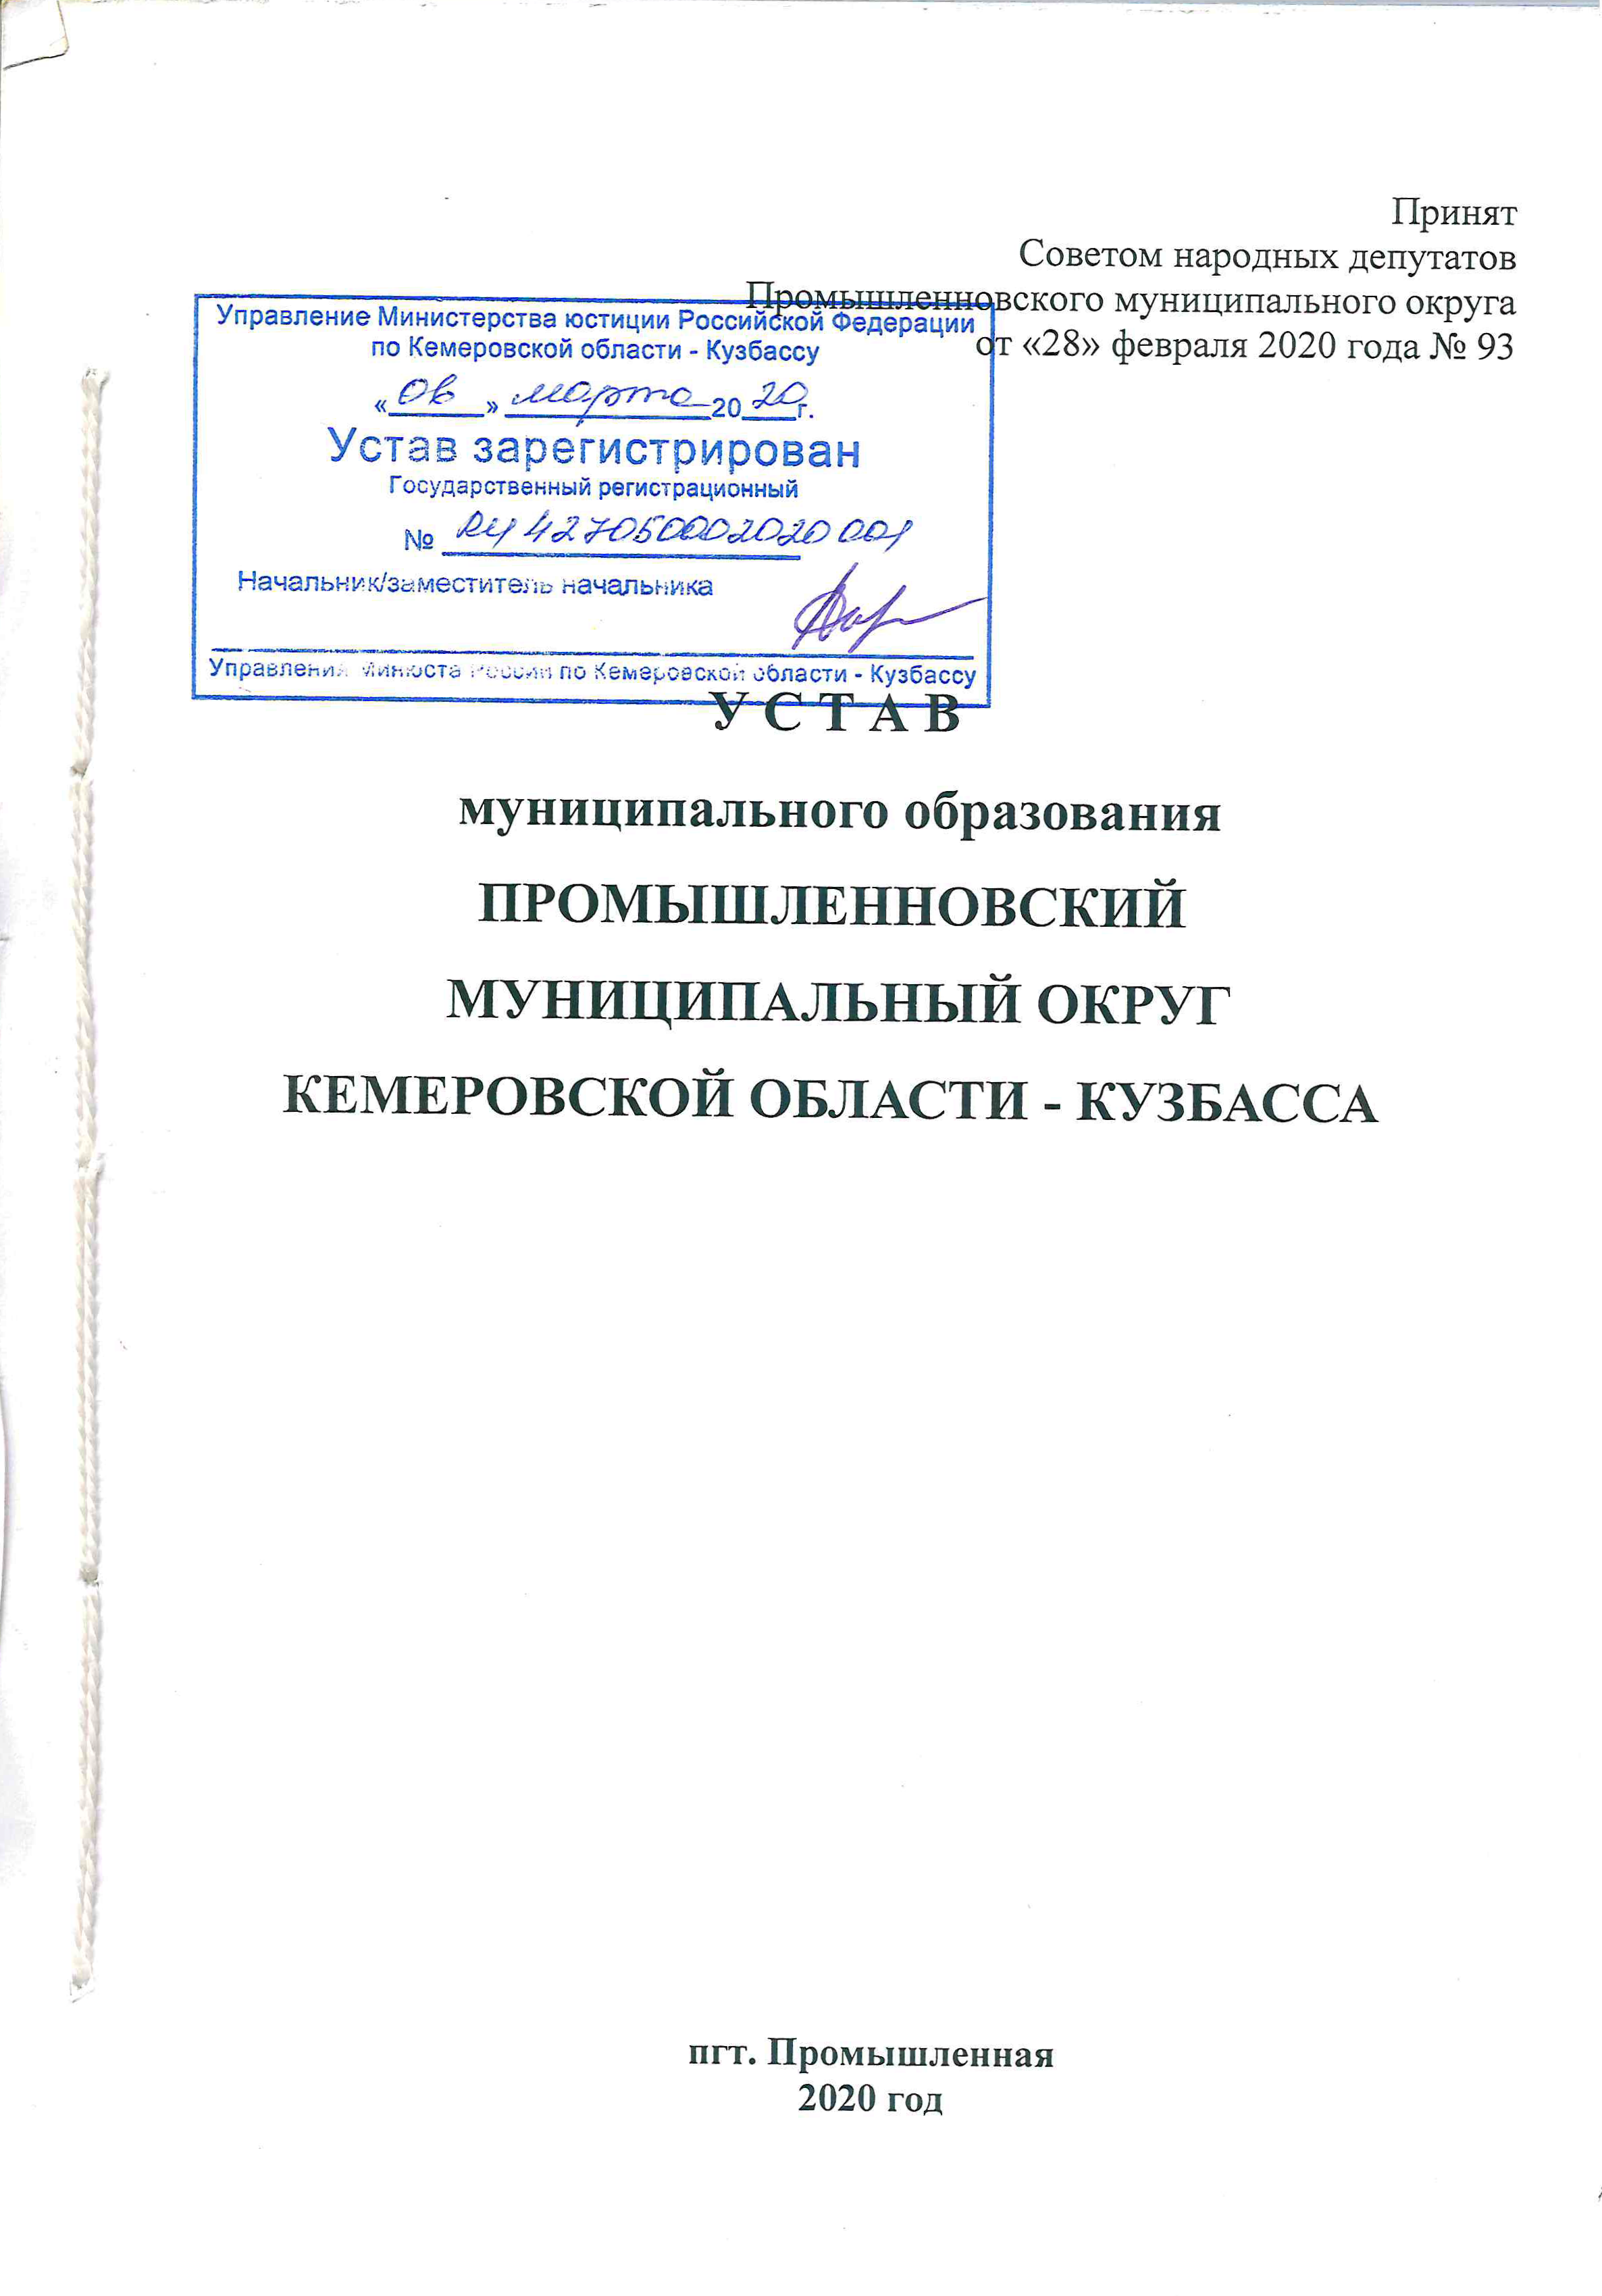 Принят
Советом народных депутатов
Промышленновского муниципального округа
от «28» февраля 2020 года № 93
Управление Министерства юстиции Российской Федерации
по Кемеровской области - Кузбассу
«06» марта 2020 г.
Устав зарегистрирован
Государственный регистрационный
№ RU 427050002020001
Начальник/заместитель начальника
Управления Минюста России по Кемеровской области - Кузбассу
У С Т А В
муниципального образования
ПРОМЫШЛЕННОВСКИЙ
МУНИЦИПАЛЬНЫЙ ОКРУГ
КЕМЕРОВСКОЙ ОБЛАСТИ - КУЗБАССА
пгт. Промышленная
2020 год